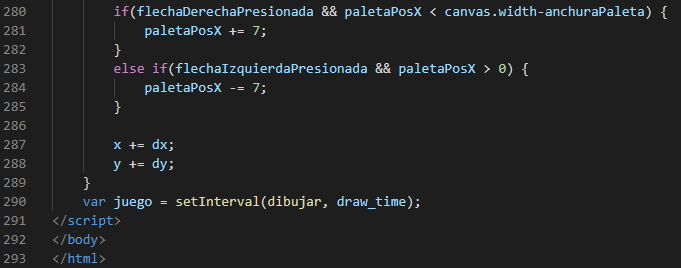 280 if(flechaDerechaPresionada && paletaPosX < canvas.width-anchuraPaleta) {
281 paletaPosX += 7;
282 }
283 else if(flechaIzquierdaPresionada && paletaPosX > 0) {
284 paletaPosX -= 7;
285 }
286
287 x += dx;
288 y += dy;
289 }
290 var juego = setInterval(dibujar, draw_time);
291 </script>
292 </body>
293 </html>